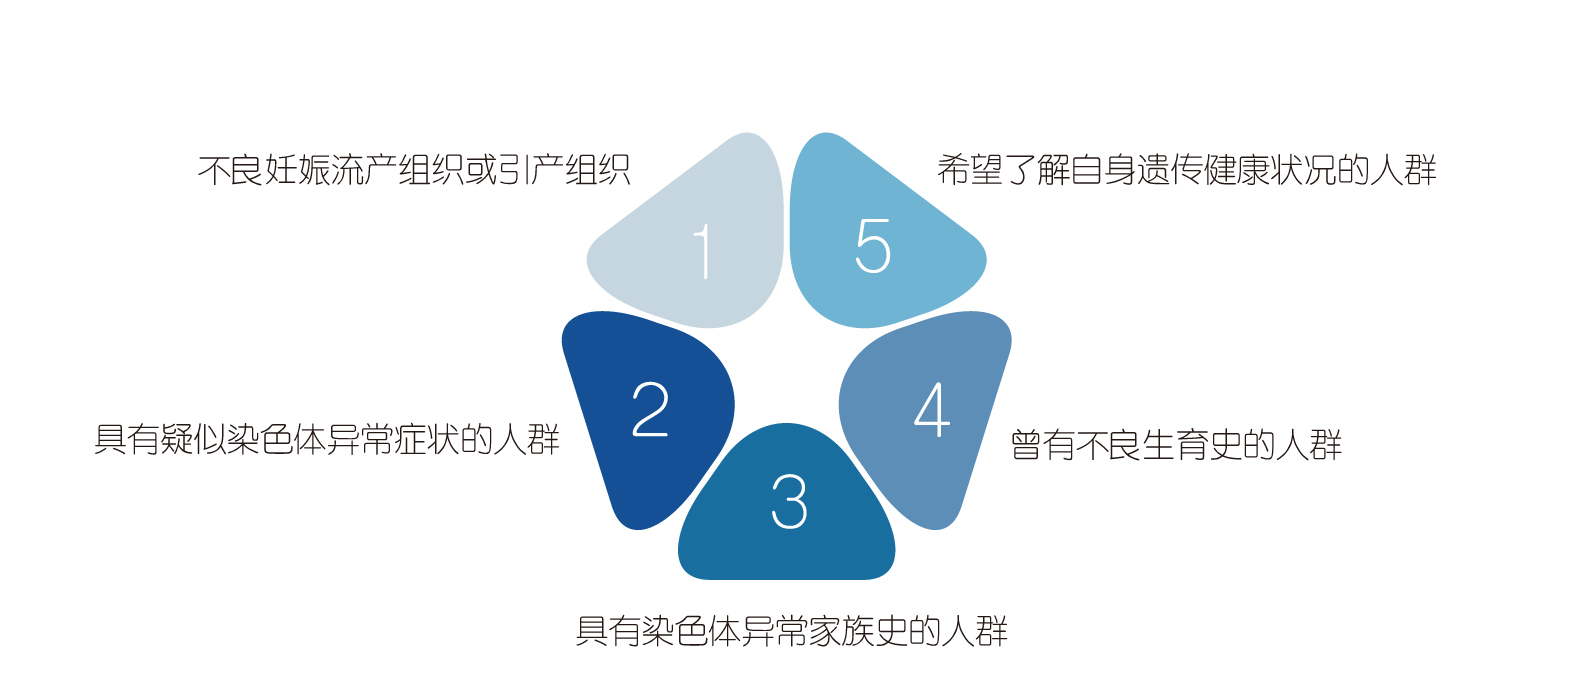 不良妊娠流产组织或引产组织
1
具有疑似染色体异常症状的人群
2
具有染色体异常家族史的人群
3
曾有不良生育史的人群
4
希望了解自身遗传健康状况的人群
5